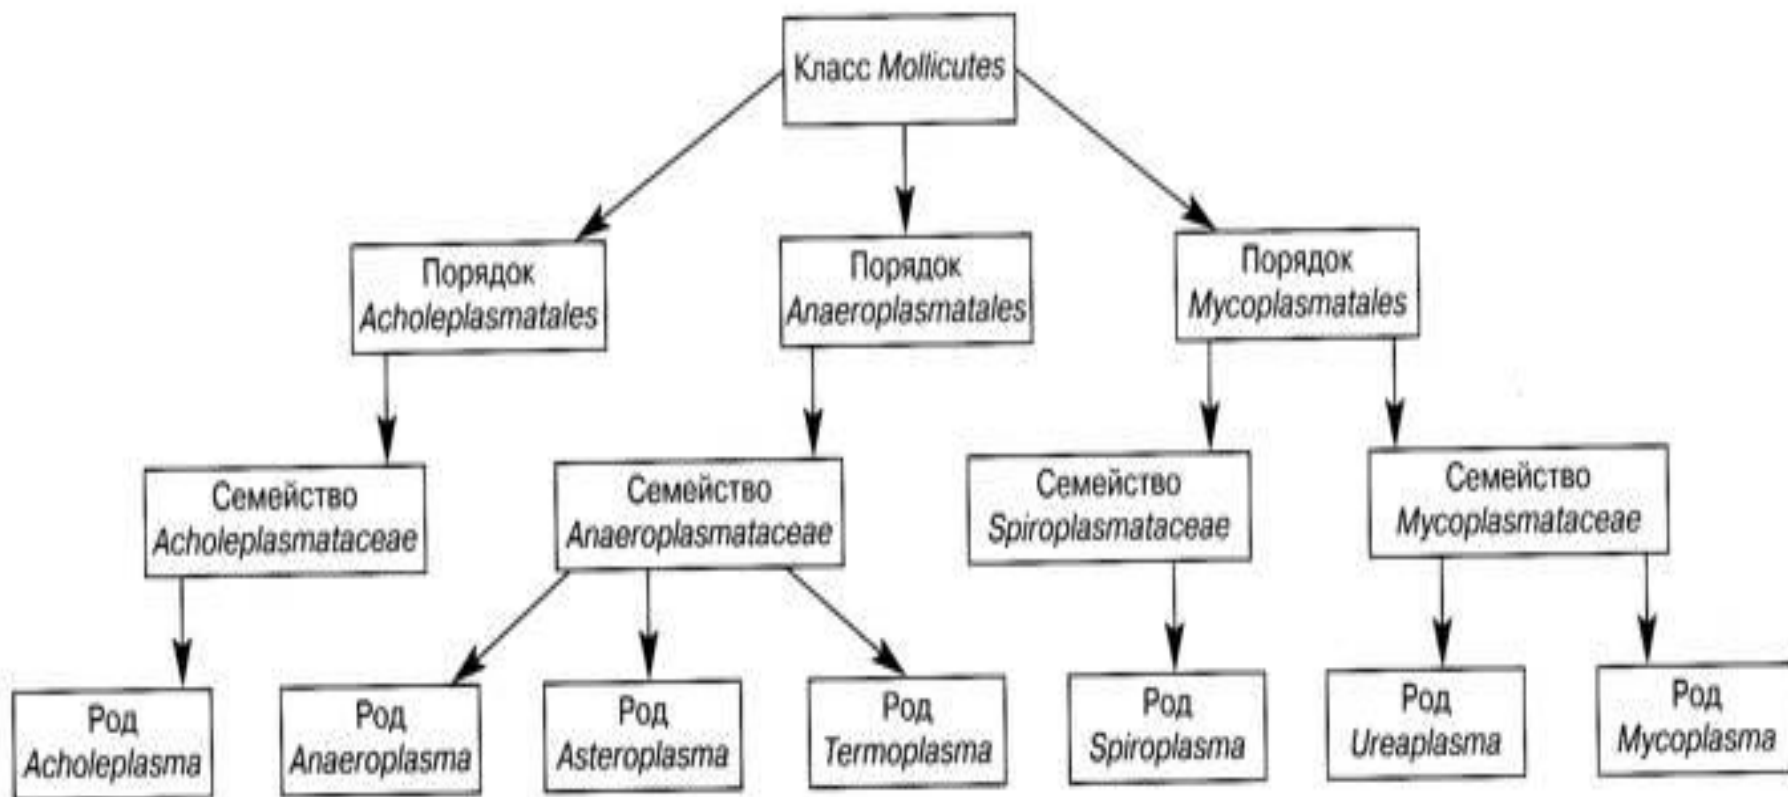 Класс Mollicutes
Порядок
Acholeplasmatales
Порядок
Anaeroplasmatales
Порядок
Mycoplasmatales
Семейство
Acholeplasmataceae
Семейство
Anaeroplasmataceae
Семейство
Spiroplasmataceae
Семейство
Mycoplasmataceae
Род
Acholeplasma
Род
Anaeroplasma
Род
Asteroplasma
Род
Termoplasma
Род
Spiroplasma
Род
Ureaplasma
Род
Mycoplasma